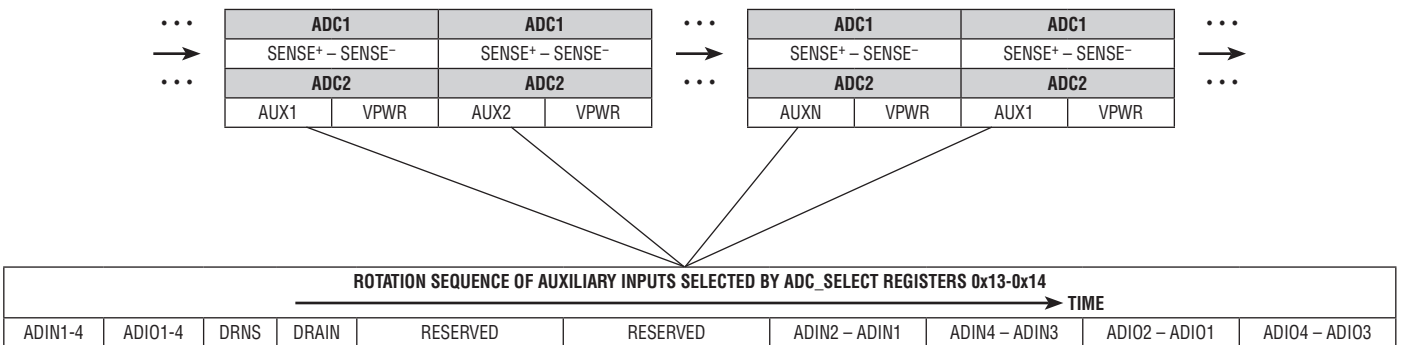 ••• ADC1 ADC1 ••• ADC1 ADC1 •••
SENSE⁺ – SENSE⁻ SENSE⁺ – SENSE⁻ SENSE⁺ – SENSE⁻ SENSE⁺ – SENSE⁻
••• ADC2 ADC2 ••• ADC2 ADC2 •••
AUX1 VPWR AUX2 VPWR AUXN VPWR AUX1 VPWR
ROTATION SEQUENCE OF AUXILIARY INPUTS SELECTED BY ADC_SELECT REGISTERS 0x13-0x14
TIME
ADIN1-4 ADIO1-4 DRNS DRAIN RESERVED RESERVED ADIN2 – ADIN1 ADIN4 – ADIN3 ADIO2 – ADIO1 ADIO4 – ADIO3